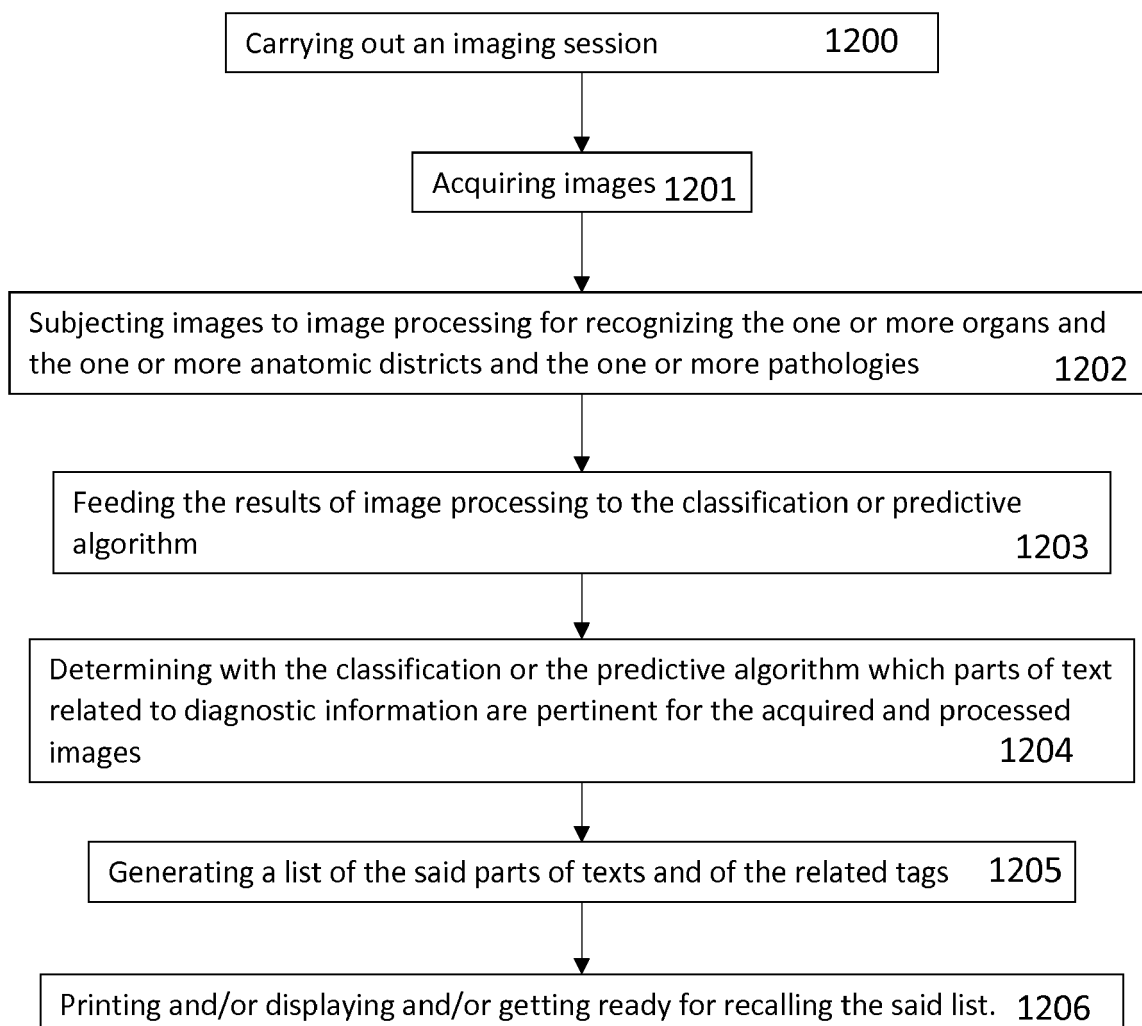 Carrying out an imaging session 1200
Acquiring images 1201
Subjecting images to image processing for recognizing the one or more organs and
the one or more anatomic districts and the one or more pathologies 1202
Feeding the results of image processing to the classification or predictive
algorithm 1203
Determining with the classification or the predictive algorithm which parts of text
related to diagnostic information are pertinent for the acquired and processed
images 1204
Generating a list of the said parts of texts and of the related tags 1205
Printing and/or displaying and/or getting ready for recalling the said list. 1206